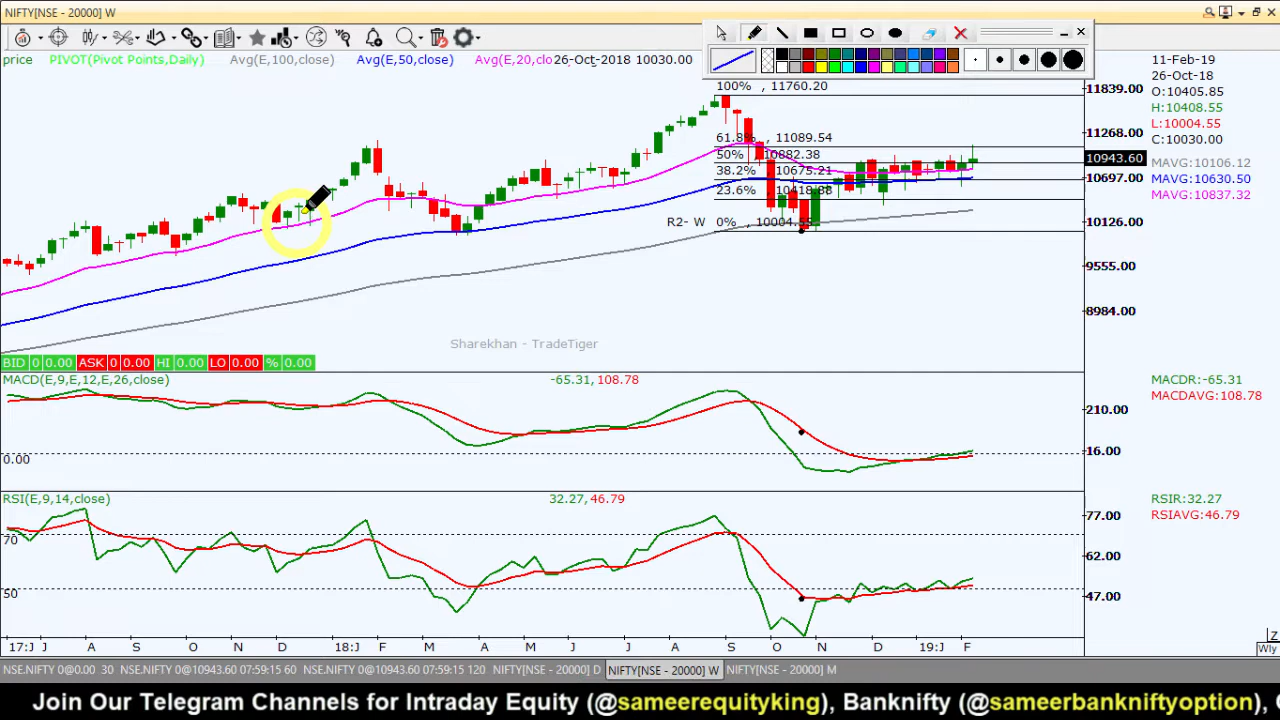 NIFTY[NSE - 20000] W
price PIVOT(Pivot Points,Daily) Avg(E,100,close) Avg(E,50,close) Avg(E,20,clo 26-Oct-2018 10030.00
100% , 11760.20
61.8% , 11089.54
50% , 10882.38
38.2% , 10675.21
23.6% , 10418.88
R2- W 0% , 10004.55
11839.00
11268.00
10943.60
10697.00
10126.00
9555.00
8984.00
11-Feb-19
26-Oct-18
O:10405.85
H:10408.55
L:10004.55
C:10030.00
MAVG:10106.12
MAVG:10630.50
MAVG:10837.32
Sharekhan - TradeTiger
BID 0 0.00 ASK 0 0.00 HI 0.00 LO 0.00 % 0.00
MACD(E,9,E,12,E,26,close) -65.31, 108.78
MACDR:-65.31
MACDAVG:108.78
210.00
16.00
0.00
RSI(E,9,14,close) 32.27, 46.79
RSIR:32.27
RSIAVG:46.79
77.00
62.00
47.00
70
50
17:J J A S O N D 18:J F M A M J J A S O N D 19:J F
Z
Wly
NSE.NIFTY @0.00 30 NSE.NIFTY @10943.60 07:59:15 60 NSE.NIFTY @10943.60 07:59:15 120 NIFTY[NSE - 20000] D NIFTY[NSE - 20000] W NIFTY[NSE - 20000] M
Join Our Telegram Channels for Intraday Equity (@sameerequityking), Banknifty (@sameerbankniftyoption),